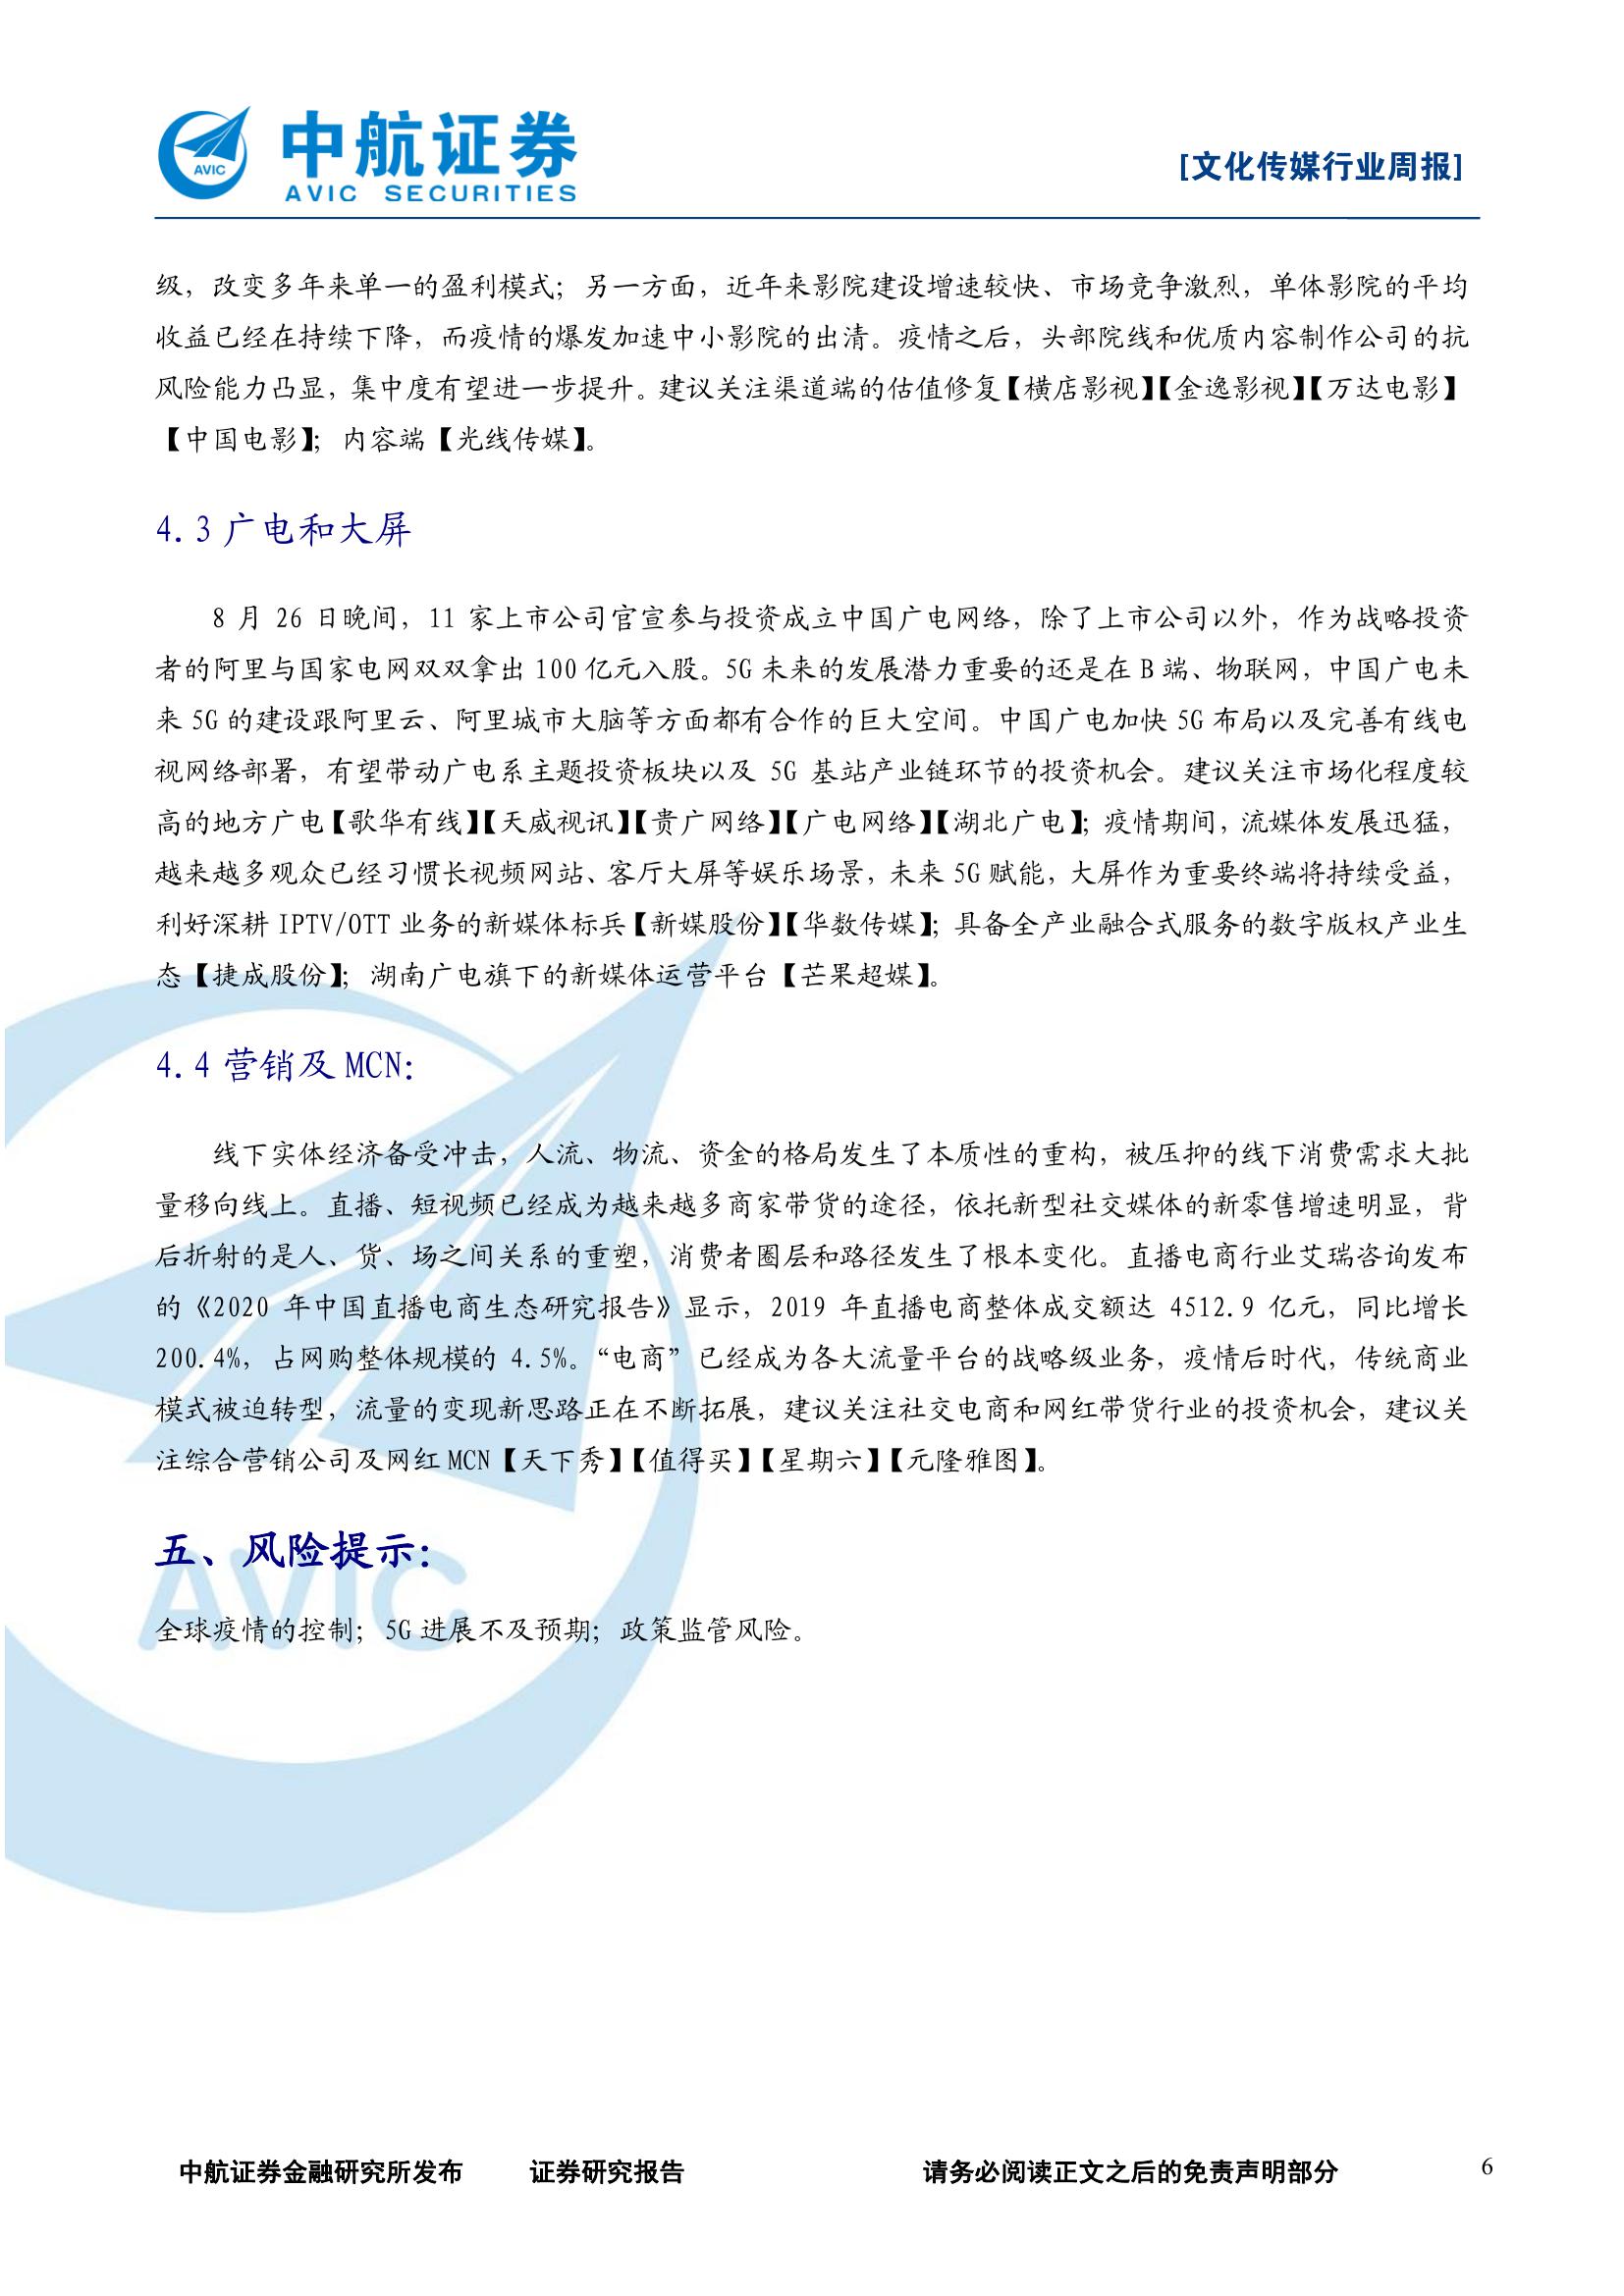 AVIC
中航证券
AVIC SECURITIES
[文化传媒行业周报]
级，改变多年来单一的盈利模式；另一方面，近年来影院建设增速较快、市场竞争激烈，单体影院的平均
收益已经在持续下降，而疫情的爆发加速中小影院的出清。疫情之后，头部院线和优质内容制作公司的抗
风险能力凸显，集中度有望进一步提升。建议关注渠道端的估值修复【横店影视】【金逸影视】【万达电影】
【中国电影】；内容端【光线传媒】。
4.3 广电和大屏
8 月 26 日晚间，11 家上市公司官宣参与投资成立中国广电网络，除了上市公司以外，作为战略投资
者的阿里与国家电网双双拿出 100 亿元入股。5G 未来的发展潜力重要的还是在 B 端、物联网，中国广电未
来 5G 的建设跟阿里云、阿里城市大脑等方面都有合作的巨大空间。中国广电加快 5G 布局以及完善有线电
视网络部署，有望带动广电系主题投资板块以及 5G 基站产业链环节的投资机会。建议关注市场化程度较
高的地方广电【歌华有线】【天威视讯】【贵广网络】【广电网络】【湖北广电】；疫情期间，流媒体发展迅猛，
越来越多观众已经习惯长视频网站、客厅大屏等娱乐场景，未来 5G 赋能，大屏作为重要终端将持续受益，
利好深耕 IPTV/OTT 业务的新媒体标兵【新媒股份】【华数传媒】；具备全产业融合式服务的数字版权产业生
态【捷成股份】；湖南广电旗下的新媒体运营平台【芒果超媒】。
4.4 营销及 MCN：
线下实体经济备受冲击，人流、物流、资金的格局发生了本质性的重构，被压抑的线下消费需求大批
量移向线上。直播、短视频已经成为越来越多商家带货的途径，依托新型社交媒体的新零售增速明显，背
后折射的是人、货、场之间关系的重塑，消费者圈层和路径发生了根本变化。直播电商行业艾瑞咨询发布
的《2020 年中国直播电商生态研究报告》显示，2019 年直播电商整体成交额达 4512.9 亿元，同比增长
200.4%，占网购整体规模的 4.5%。“电商”已经成为各大流量平台的战略级业务，疫情后时代，传统商业
模式被迫转型，流量的变现新思路正在不断拓展，建议关注社交电商和网红带货行业的投资机会，建议关
注综合营销公司及网红 MCN【天下秀】【值得买】【星期六】【元隆雅图】。
五、风险提示：
AVIC
全球疫情的控制；5G 进展不及预期；政策监管风险。
中航证券金融研究所发布 证券研究报告 请务必阅读正文之后的免责声明部分 6